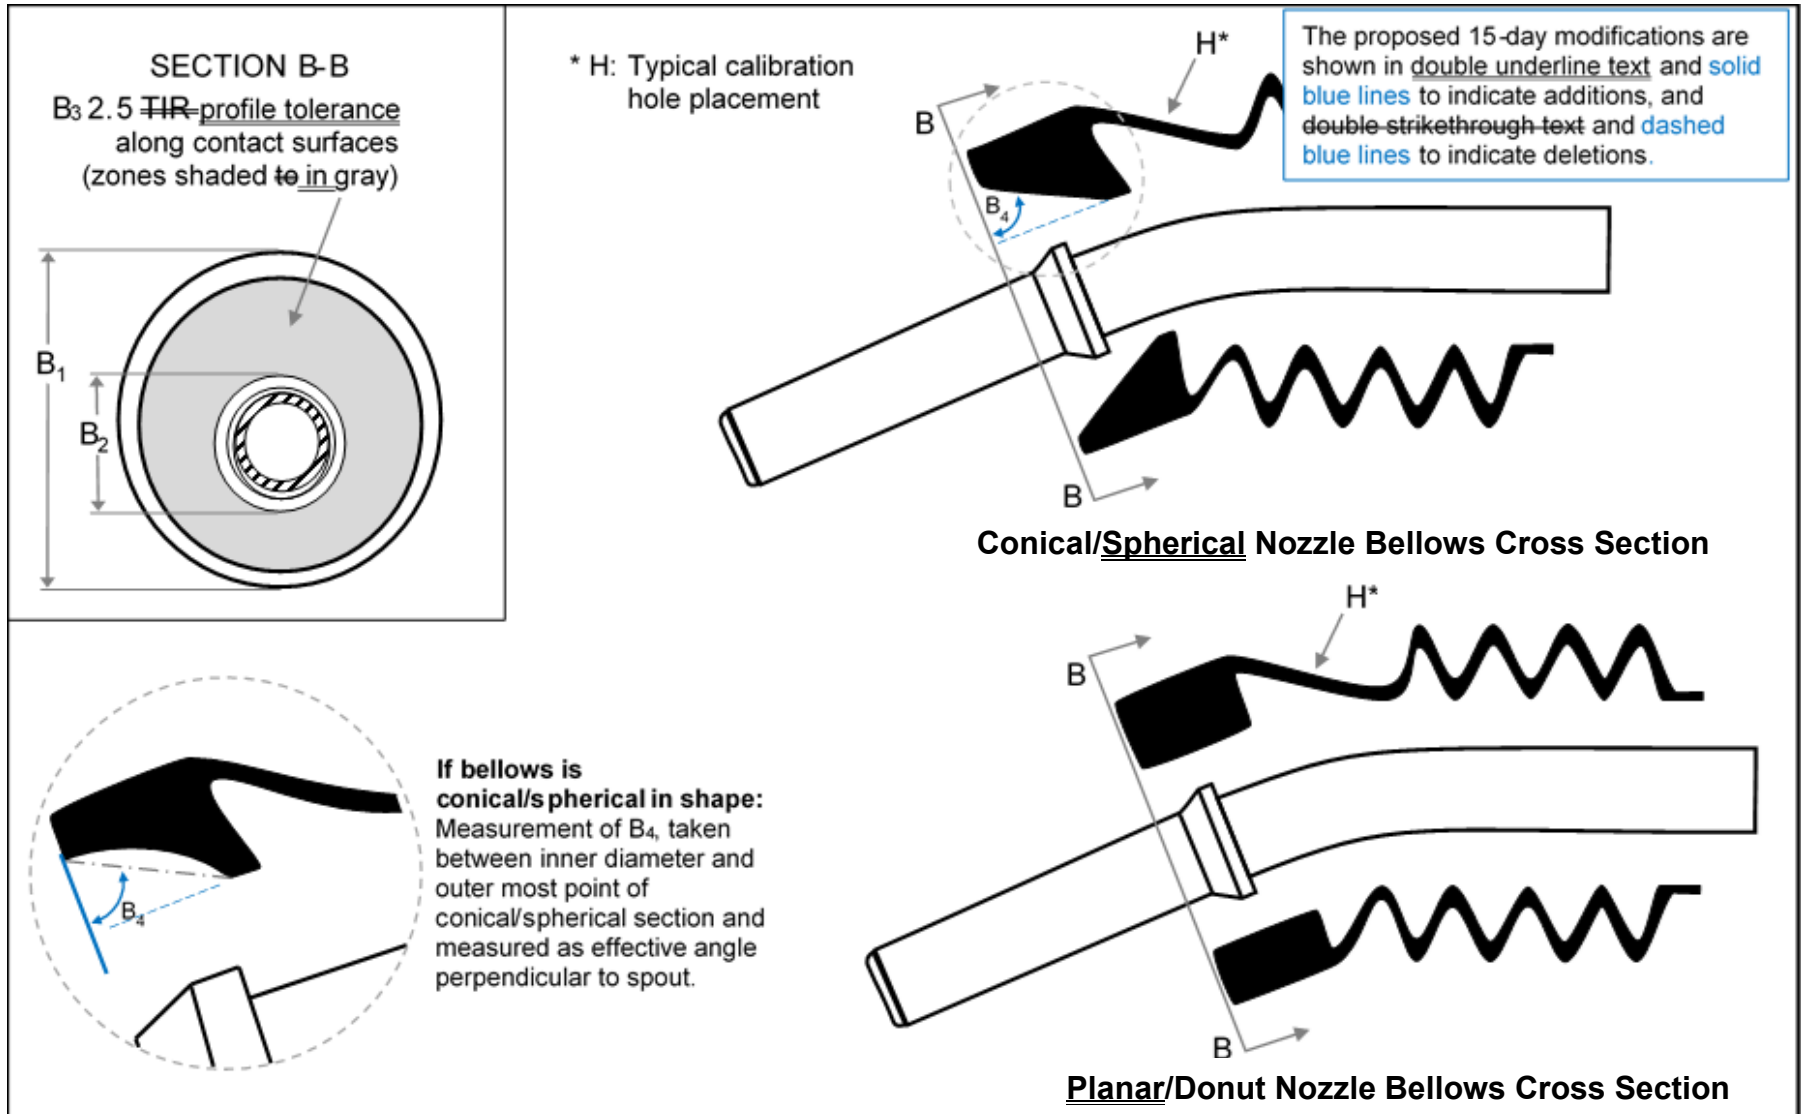 SECTION B-B
B3 2.5 TIR profile tolerance
along contact surfaces
(zones shaded to in gray)
B1
B2
* H: Typical calibration
hole placement
H*
B
B4
B
The proposed 15-day modifications are
shown in double underline text and solid
blue lines to indicate additions, and
double strikethrough text and dashed
blue lines to indicate deletions.
Conical/Spherical Nozzle Bellows Cross Section
B4
If bellows is
conical/spherical in shape:
Measurement of B4, taken
between inner diameter and
outer most point of
conical/spherical section and
measured as effective angle
perpendicular to spout.
H*
B
B
Planar/Donut Nozzle Bellows Cross Section